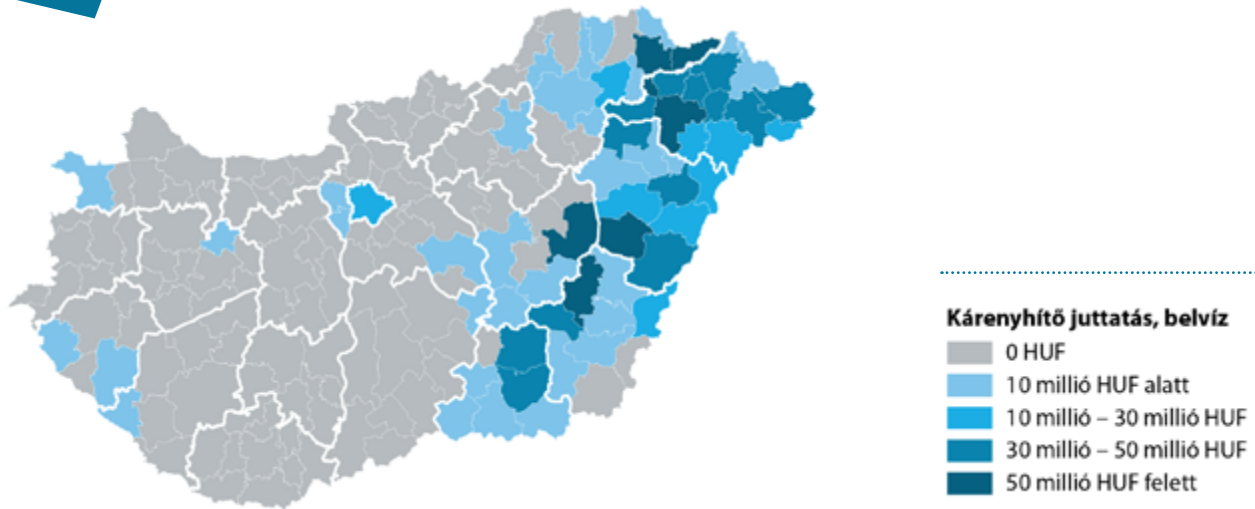 Kárenyhítő juttatás, belvíz
0 HUF
10 millió HUF alatt
10 millió – 30 millió HUF
30 millió – 50 millió HUF
50 millió HUF felett